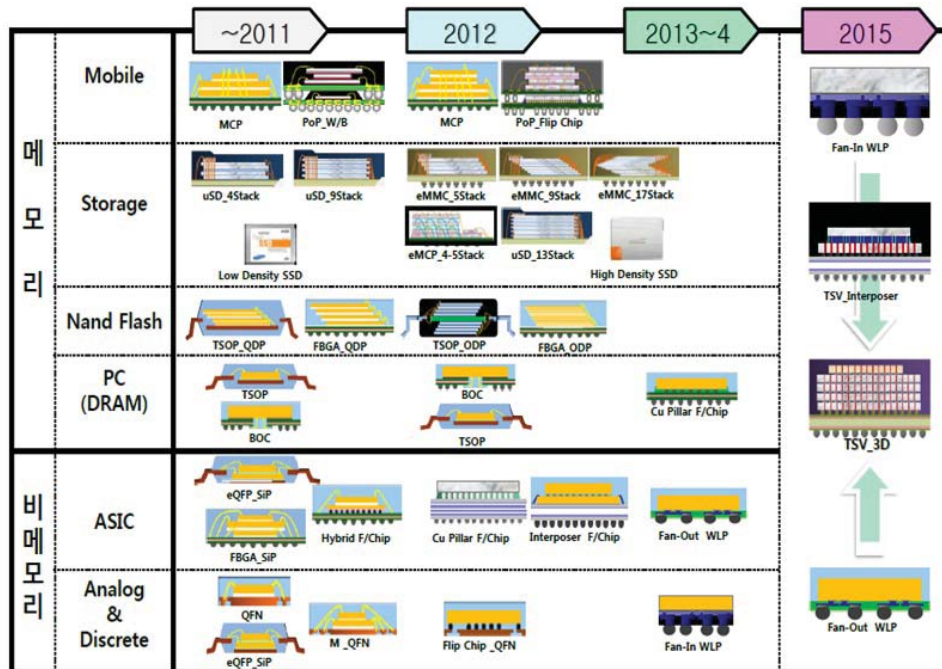 ~2011
2012
2013~4
2015
메모리
Mobile
MCP
PoP_W/B
MCP
PoP_Flip Chip
Fan-In WLP
Storage
uSD_4Stack
uSD_9Stack
eMMC_5Stack
eMMC_9Stack
eMMC_17Stack
Low Density SSD
eMCP_4-5Stack
uSD_13Stack
High Density SSD
TSV_Interposer
Nand Flash
TSOP_QDP
FBGA_QDP
TSOP_ODP
FBGA_ODP
PC
(DRAM)
TSOP
BOC
BOC
TSOP
Cu Pillar F/Chip
TSV_3D
비메모리
ASIC
eQFP_SiP
FBGA_SiP
Hybrid F/Chip
Cu Pillar F/Chip
Interposer F/Chip
Fan-Out WLP
Analog
&
Discrete
QFN
eQFP_SiP
M_QFN
Flip Chip_QFN
Fan-In WLP
Fan-Out WLP